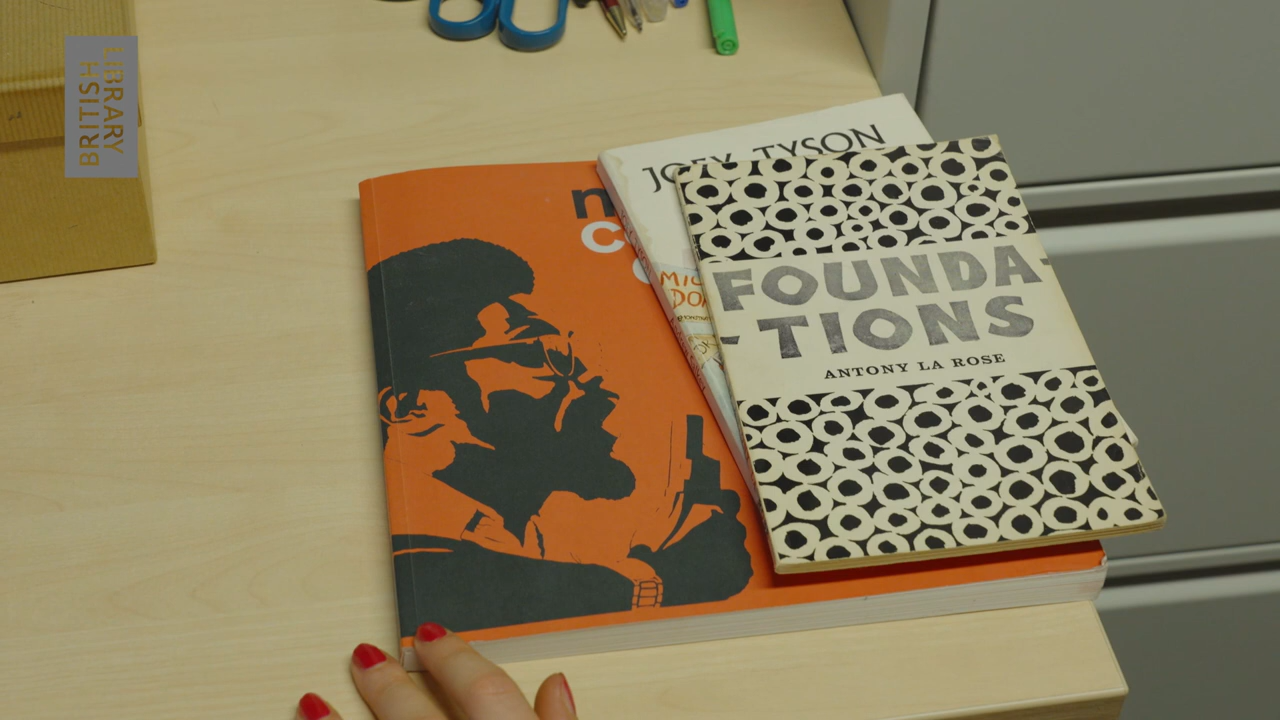 BRITISH
LIBRARY
JOEY TYSON
FOUNDA
-TIONS
ANTONY LA ROSE